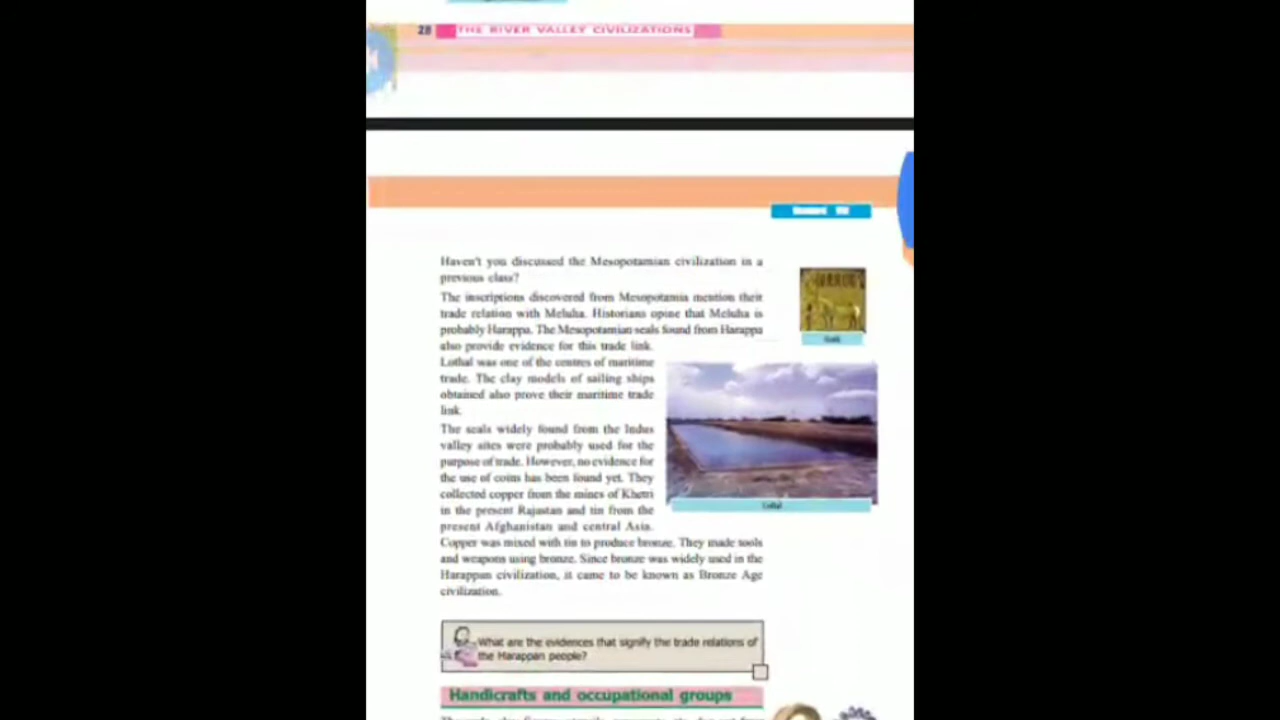 28 THE RIVER VALLEY CIVILIZATIONS
Haven't you discussed the Mesopotamian civilization in a
previous class?
The inscriptions discovered from Mesopotamia mention their
trade relation with Meluha. Historians opine that Meluha is
probably Harappa. The Mesopotamian seals found from Harappa
also provide evidence for this trade link.
Lothal was one of the centres of maritime
trade. The clay models of sailing ships
obtained also prove their maritime trade
link.
The seals widely found from the Indus
valley sites were probably used for the
purpose of trade. However, no evidence for
the use of coins has been found yet. They
collected copper from the mines of Khetri
in the present Rajastan and tin from the
present Afghanistan and central Asia.
Copper was mixed with tin to produce bronze. They made tools
and weapons using bronze. Since bronze was widely used in the
Harappan civilization, it came to be known as Bronze Age
civilization.
Lothal
What are the evidences that signify the trade relations of
the Harappan people?
Handicrafts and occupational groups